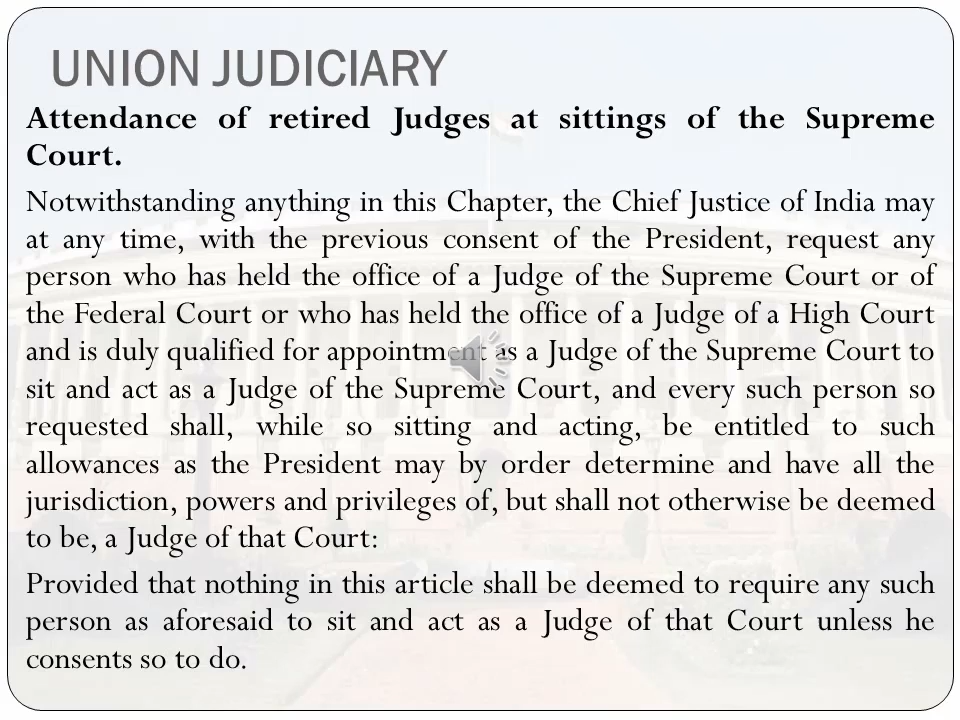 UNION JUDICIARY
Attendance of retired Judges at sittings of the Supreme
Court.
Notwithstanding anything in this Chapter, the Chief Justice of India may
at any time, with the previous consent of the President, request any
person who has held the office of a Judge of the Supreme Court or of
the Federal Court or who has held the office of a Judge of a High Court
and is duly qualified for appointment as a Judge of the Supreme Court to
sit and act as a Judge of the Supreme Court, and every such person so
requested shall, while so sitting and acting, be entitled to such
allowances as the President may by order determine and have all the
jurisdiction, powers and privileges of, but shall not otherwise be deemed
to be, a Judge of that Court:
Provided that nothing in this article shall be deemed to require any such
person as aforesaid to sit and act as a Judge of that Court unless he
consents so to do.